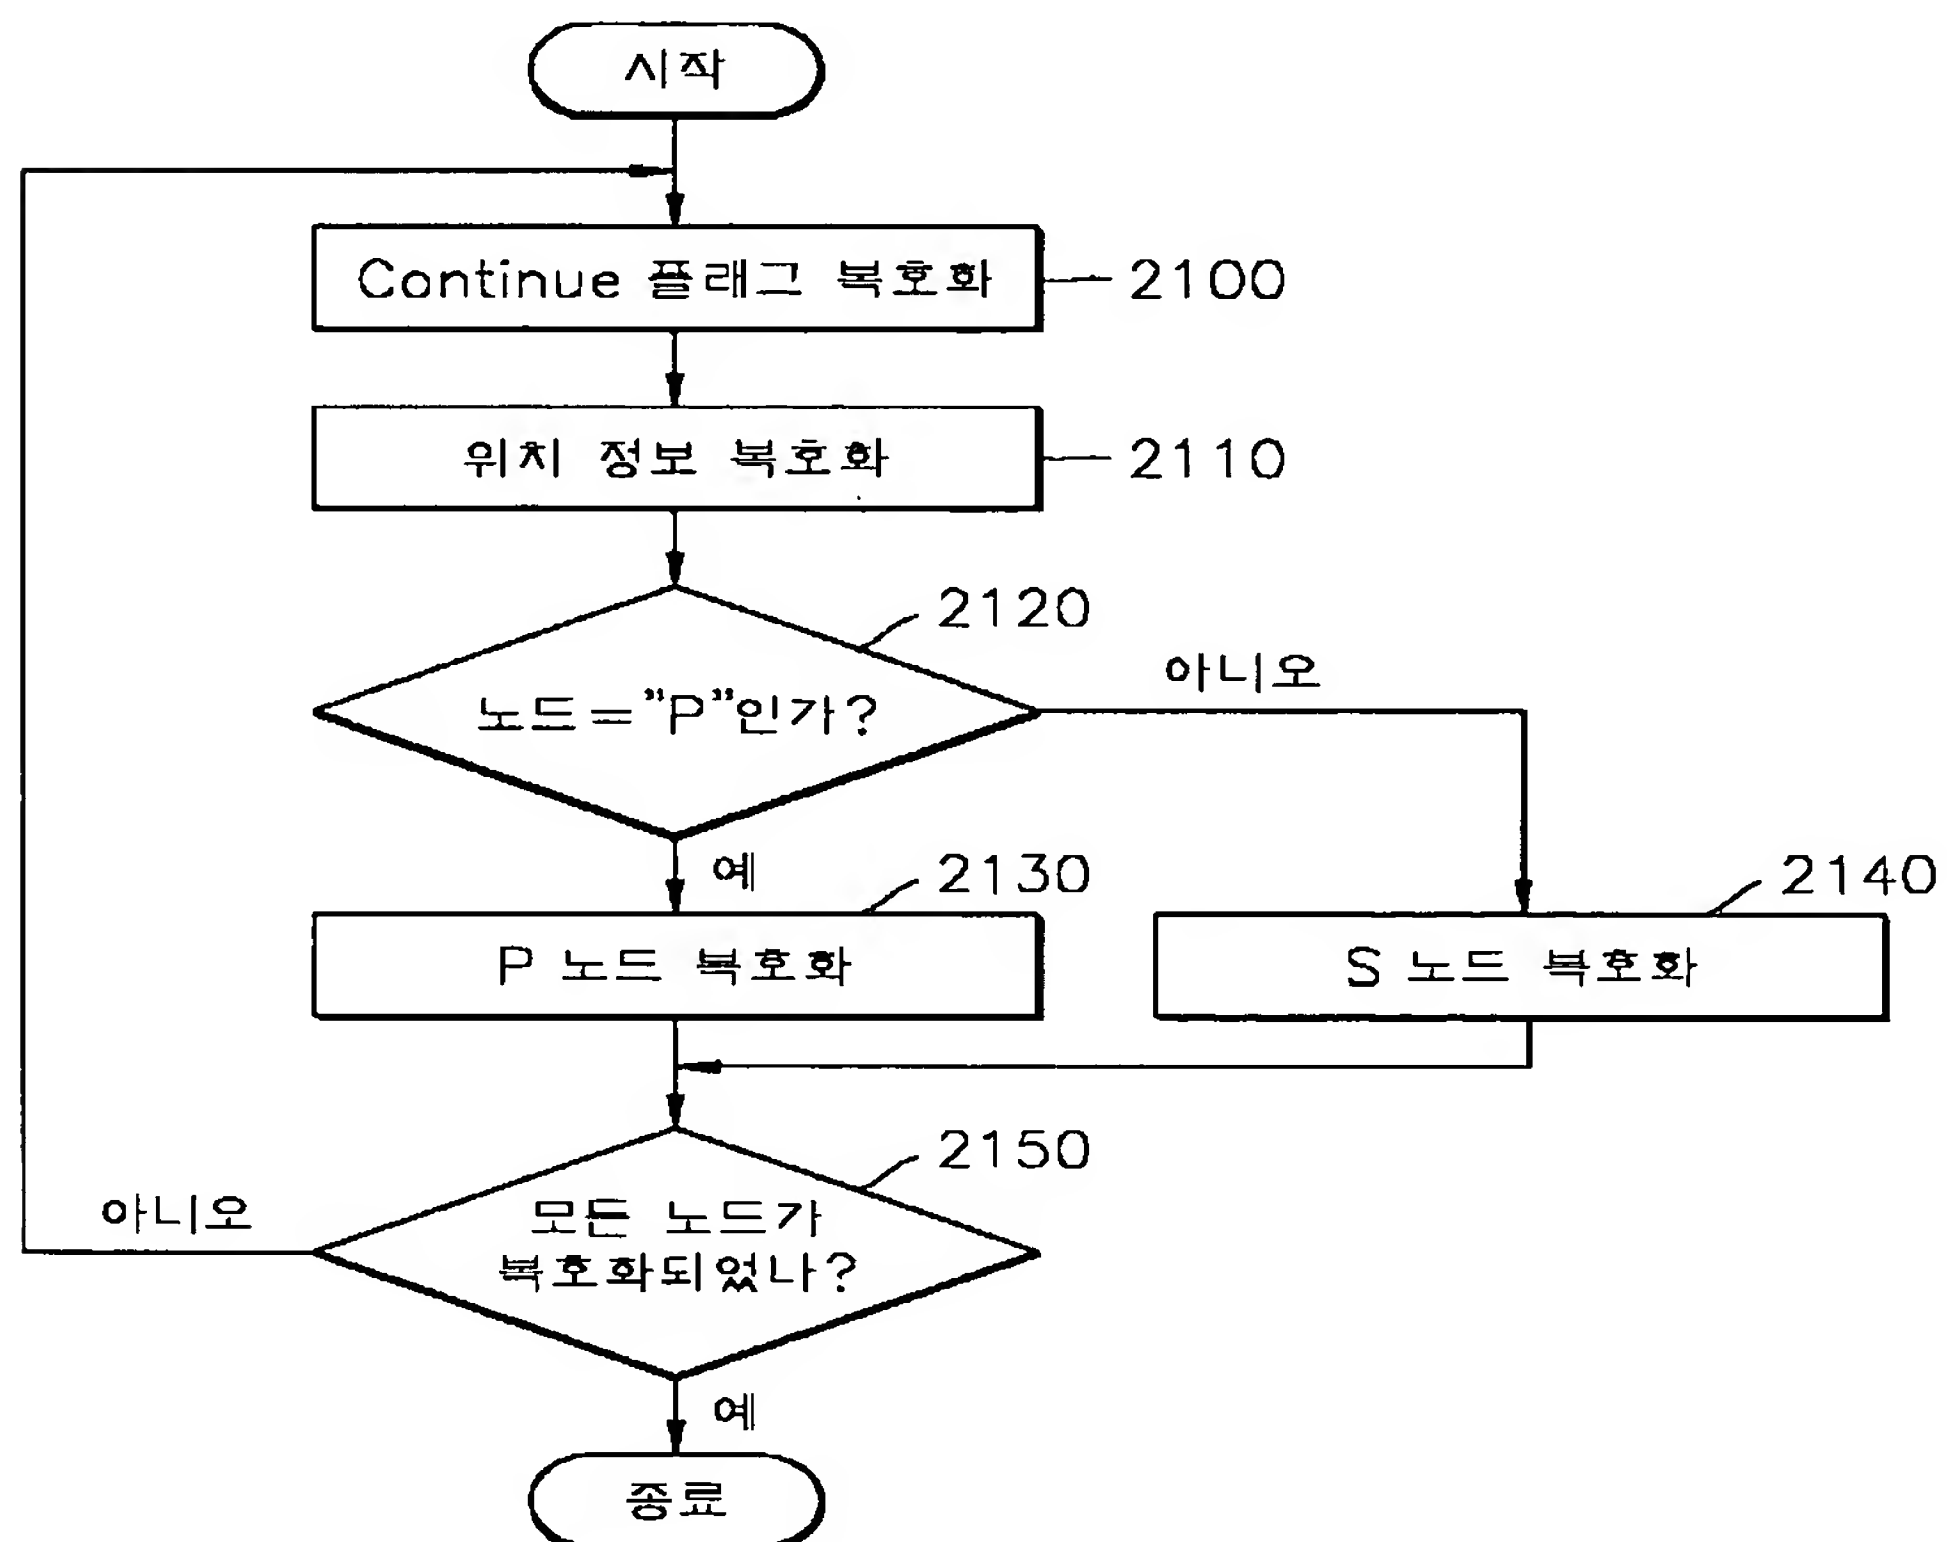 시작
Continue 플래그 복호화
2100
위치 정보 복호화
2110
2120
노드="P"인가?
아니오
예
2130
P 노드 복호화
2140
S 노드 복호화
2150
모든 노드가
복호화되었나?
아니오
예
종료